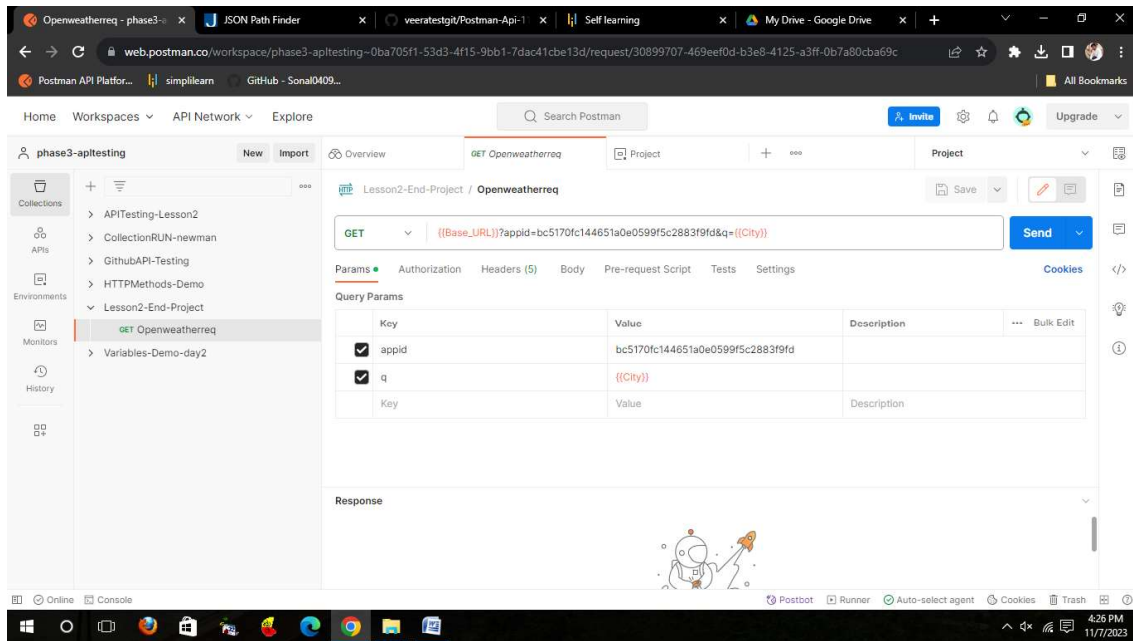 Openweatherreq - phase3-a
JSON Path Finder
veeratestgit/Postman-Api-1
Self learning
My Drive - Google Drive
web.postman.co/workspace/phase3-apltesting~0ba705f1-53d3-4f15-9bb1-7dac41cbe13d/request/30899707-469eef0d-b3e8-4125-a3ff-0b7a80cba69c
Postman API Platfor...
simplilearn
GitHub - Sonal0409...
All Bookmarks
Home
Workspaces
API Network
Explore
Search Postman
Invite
Upgrade
phase3-apltesting
New
Import
Overview
GET Openweatherreq
Project
Project
Collections
APIs
Environments
Monitors
History
APITesting-Lesson2
CollectionRUN-newman
GithubAPI-Testing
HTTPMethods-Demo
Lesson2-End-Project
GET Openweatherreq
Variables-Demo-day2
HTTP Lesson2-End-Project / Openweatherreq
Save
GET
{{Base_URL}}?appid=bc5170fc144651a0e0599f5c2883f9fd&q={{City}}
Send
Params
Authorization
Headers (5)
Body
Pre-request Script
Tests
Settings
Cookies
Query Params
Key
Value
Description
Bulk Edit
appid
bc5170fc144651a0e0599f5c2883f9fd
q
{{City}}
Key
Value
Description
Response
Online
Console
Postbot
Runner
Auto-select agent
Cookies
Trash
4:26 PM
11/7/2023